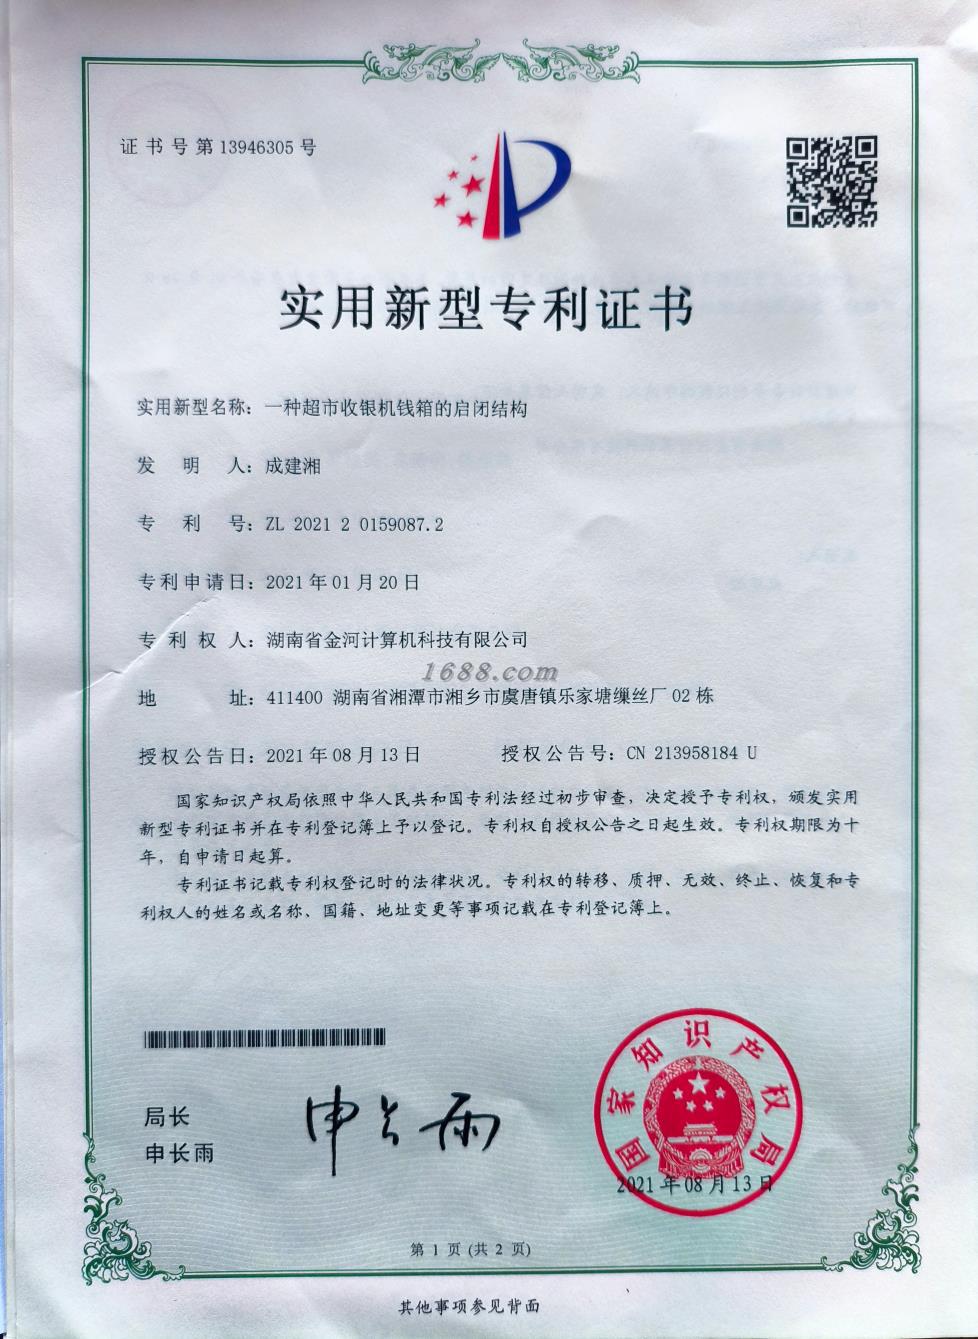 证书号第13946305号
实用新型专利证书
实用新型名称：一种超市收银机钱箱的启闭结构
发明人：成建湘
专利号：ZL 2021 2 0159087.2
专利申请日：2021年01月20日
专利权人：湖南省金河计算机科技有限公司
1688.com
地址：411400 湖南省湘潭市湘乡市虞唐镇乐家塘缫丝厂02栋
授权公告日：2021年08月13日 授权公告号：CN 213958184 U
国家知识产权局依照中华人民共和国专利法经过初步审查，决定授予专利权，颁发实用
新型专利证书并在专利登记簿上予以登记。专利权自授权公告之日起生效。专利权期限为十
年，自申请日起算。
专利证书记载专利权登记时的法律状况。专利权的转移、质押、无效、终止、恢复和专
利权人的姓名或名称、国籍、地址变更等事项记载在专利登记簿上。
局长
申长雨
申长雨
国家知识产权局
2021年08月13日
第1页(共2页)
其他事项参见背面